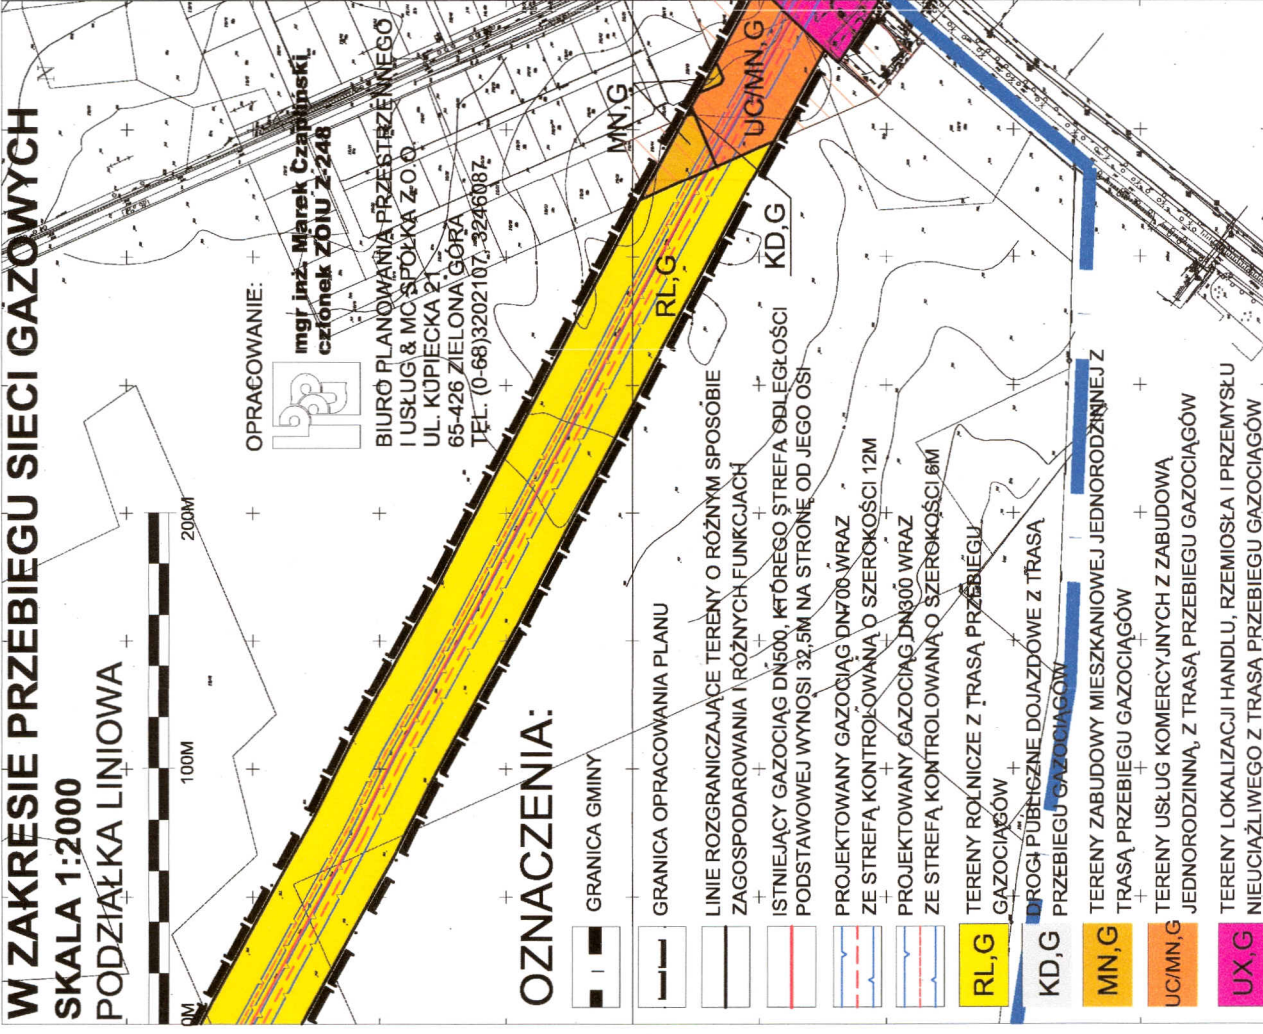 W ZAKRESIE PRZEBIEGU SIECI GAZOWYCH
SKALA 1:2000
PODZIAŁKA LINIOWA
0M
100M
200M
OPRACOWANIE:
mgr inż. Marek Czapliński
członek ZOIU Z-248
BIURO PLANOWANIA PRZESTRZENNEGO
I USŁUG & MC SPÓŁKA Z.O.O.
UL. KUPIECKA 21
65-426 ZIELONA GÓRA
TEL. (0-68)3202107, 3246087
MN,G
UC/MN,G
RL,G
KD,G
OZNACZENIA:
GRANICA GMINY
GRANICA OPRACOWANIA PLANU
LINIE ROZGRANICZAJĄCE TERENY O RÓŻNYM SPOSOBIE
ZAGOSPODAROWANIA I RÓŻNYCH FUNKCJACH
ISTNIEJĄCY GAZOCIĄG DN500, KTÓREGO STREFA ODLEGŁOŚCI
PODSTAWOWEJ WYNOSI 32,5M NA STRONĘ OD JEGO OSI
PROJEKTOWANY GAZOCIĄG DN700 WRAZ
ZE STREFĄ KONTROLOWANĄ O SZEROKOŚCI 12M
PROJEKTOWANY GAZOCIĄG DN300 WRAZ
ZE STREFĄ KONTROLOWANĄ O SZEROKOŚCI 6M
RL,G
TERENY ROLNICZE Z TRASĄ PRZEBIEGU
GAZOCIĄGÓW
KD,G
DROGI PUBLICZNE DOJAZDOWE Z TRASĄ
PRZEBIEGU GAZOCIĄGÓW
MN,G
TERENY ZABUDOWY MIESZKANIOWEJ JEDNORODZINNEJ Z
TRASĄ PRZEBIEGU GAZOCIĄGÓW
UC/MN,G
TERENY USŁUG KOMERCYJNYCH Z ZABUDOWĄ
JEDNORODZINNĄ, Z TRASĄ PRZEBIEGU GAZOCIĄGÓW
UX,G
TERENY LOKALIZACJI HANDLU, RZEMIOSŁA I PRZEMYSŁU
NIEUCIĄŻLIWEGO Z TRASĄ PRZEBIEGU GAZOCIĄGÓW